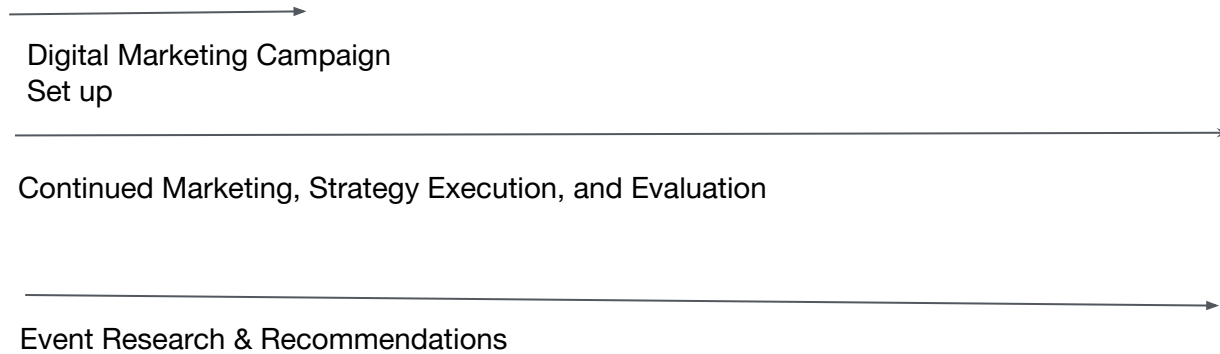 Digital Marketing Campaign
Set up
Continued Marketing, Strategy Execution, and Evaluation
Event Research & Recommendations